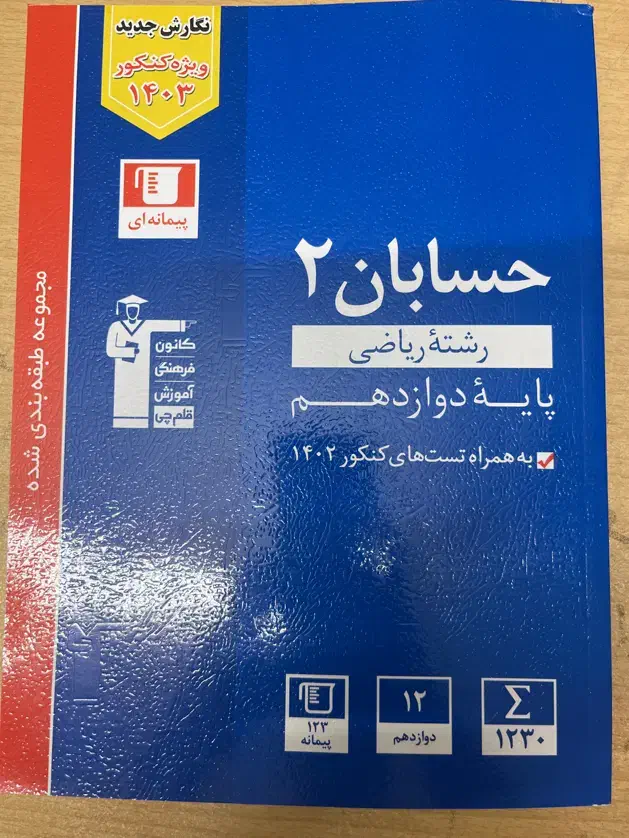 نگارش جدید
ویژه کنکور
۱۴۰۳
پیمانه‌ای
حسابان ۲
رشتهٔ ریاضی
پایهٔ دوازدهم
به همراه تست‌های کنکور ۱۴۰۲
کانون
فرهنگی
آموزش
قلم‌چی
مجموعه طبقه‌بندی شده
Σ
۱۲۳۰
۱۲
دوازدهم
۱۲۳
پیمانه